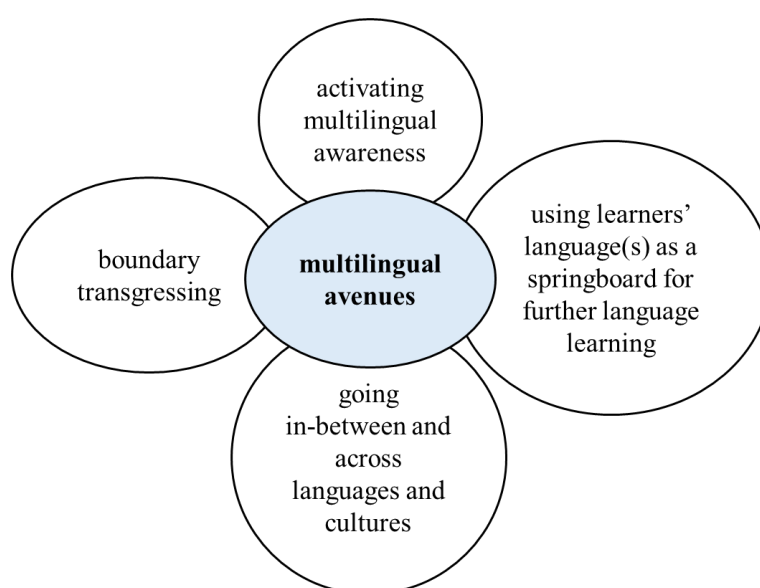 activating
multilingual
awareness
boundary
transgressing
multilingual
avenues
using learners’
language(s) as a
springboard for
further language
learning
going
in-between and
across
languages and
cultures